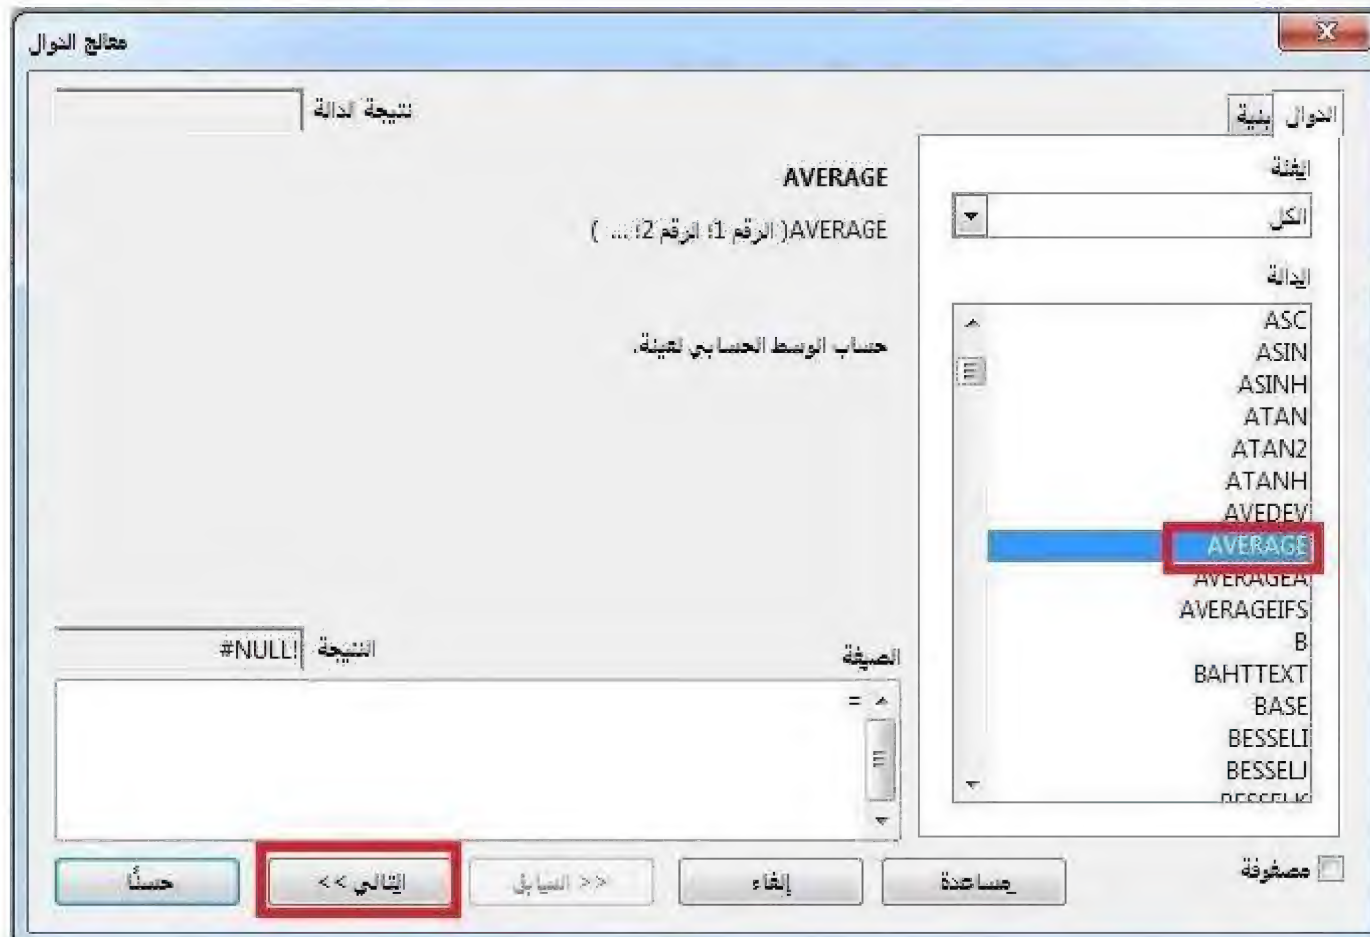 معالج الدوال
الدوال بنية
نتيجة الدالة
الفئة
الكل
الدالة
ASC
ASIN
ASINH
ATAN
ATAN2
ATANH
AVEDEV
AVERAGE
AVERAGEA
AVERAGEIFS
B
BAHTTEXT
BASE
BESSELI
BESSELJ
BESSELK
AVERAGE
AVERAGE( الرقم 1؛ الرقم 2؛ ... )
حساب الوسط الحسابي لعينة.
الصيغة
النتيجة #NULL!
=
مصفوفة
مساعدة
إلغاء
<< السابق
التالي >>
حسنًا